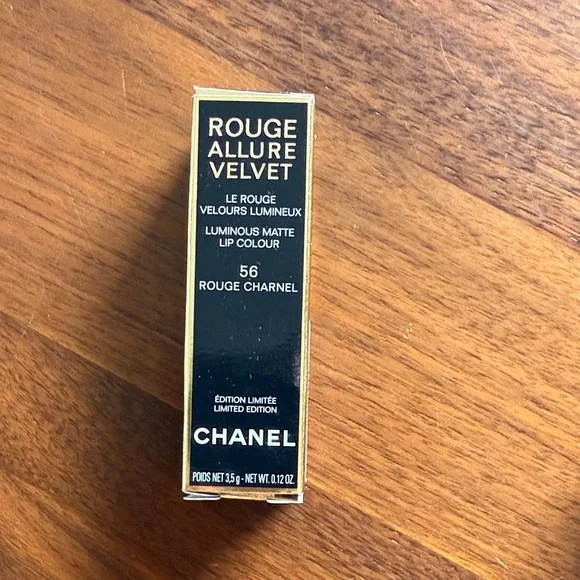 ROUGE
ALLURE
VELVET
LE ROUGE
VELOURS LUMINEUX
LUMINOUS MATTE
LIP COLOUR
56
ROUGE CHARNEL
ÉDITION LIMITÉE
LIMITED EDITION
CHANEL
POIDS NET 3,5 g - NET WT. 0.12 OZ.